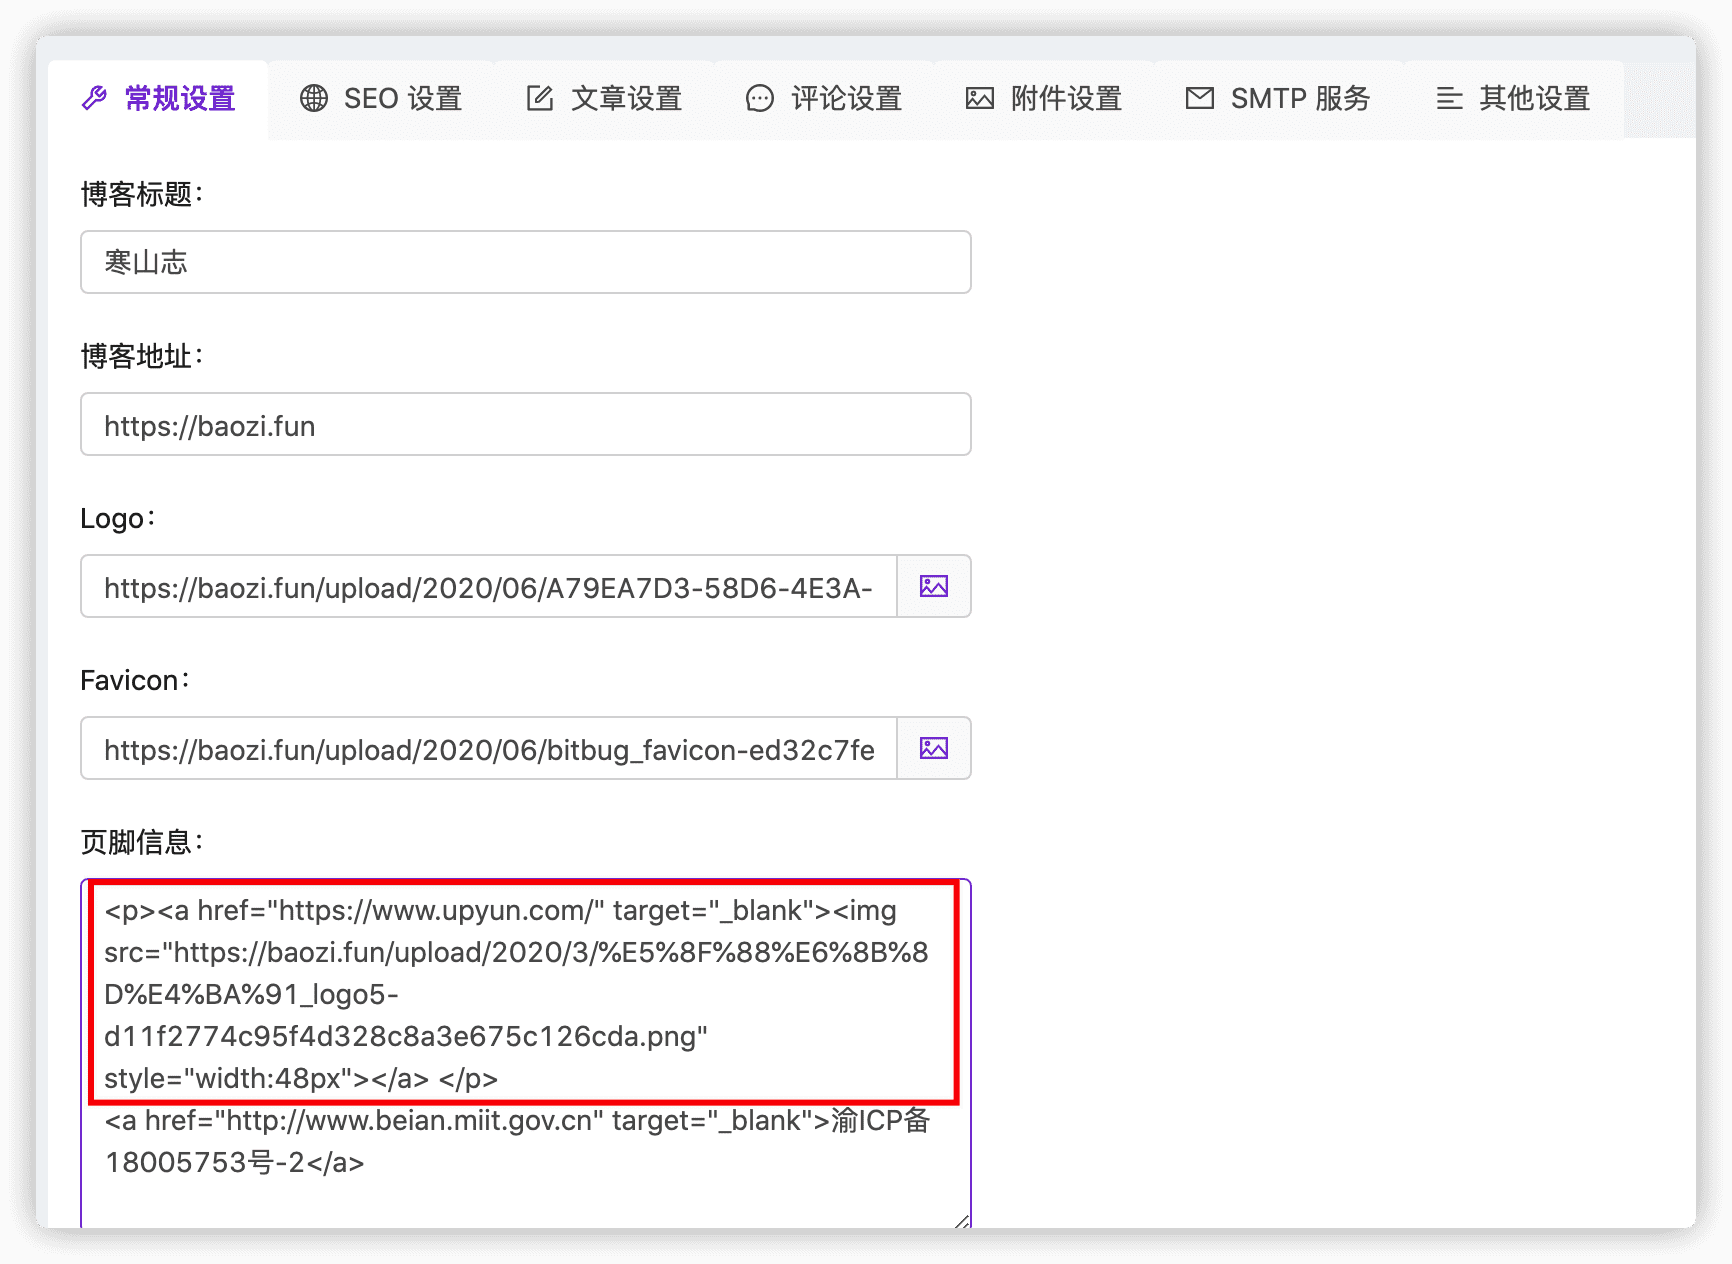 常规设置 SEO 设置 文章设置 评论设置 附件设置 SMTP 服务 其他设置
博客标题：
寒山志
博客地址：
https://baozi.fun
Logo：
https://baozi.fun/upload/2020/06/A79EA7D3-58D6-4E3A-
Favicon：
https://baozi.fun/upload/2020/06/bitbug_favicon-ed32c7fe
页脚信息：
<p><a href="https://www.upyun.com/" target="_blank"><img
src="https://baozi.fun/upload/2020/3/%E5%8F%88%E6%8B%8
D%E4%BA%91_logo5-
d11f2774c95f4d328c8a3e675c126cda.png"
style="width:48px"></a> </p>
<a href="http://www.beian.miit.gov.cn" target="_blank">渝ICP备
18005753号-2</a>